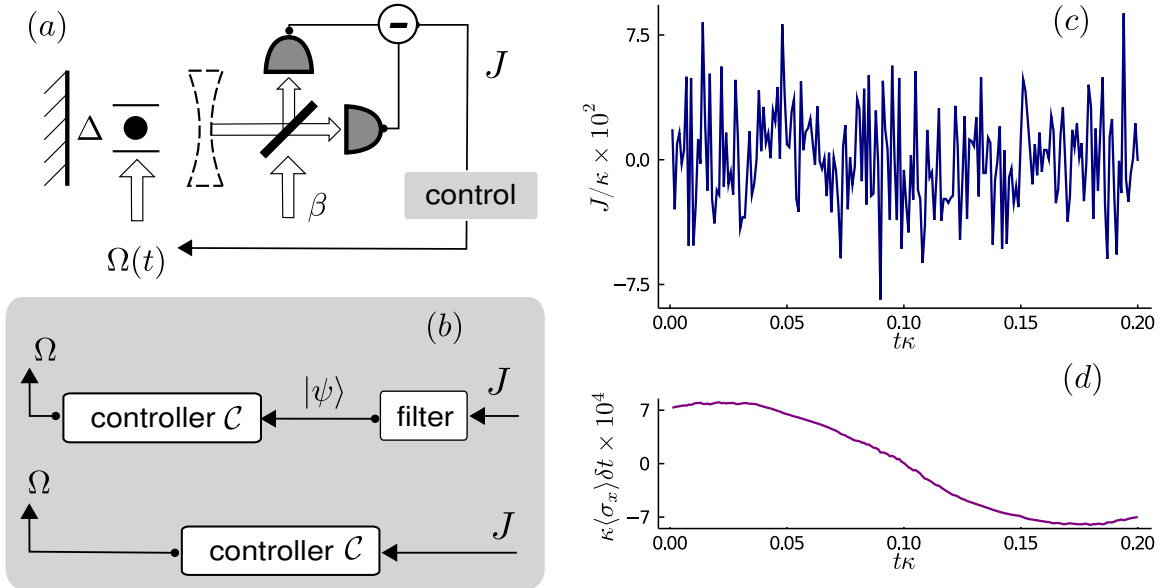 (a)
Δ
−
J
β
control
Ω(t)
(b)
Ω
controller 𝒞
|ψ⟩
filter
J
Ω
controller 𝒞
J
(c)
J/κ × 10²
7.5
0.0
−7.5
0.00 0.05 0.10 0.15 0.20
tκ
(d)
κ⟨σₓ⟩δt × 10⁴
7
0
−7
0.00 0.05 0.10 0.15 0.20
tκ